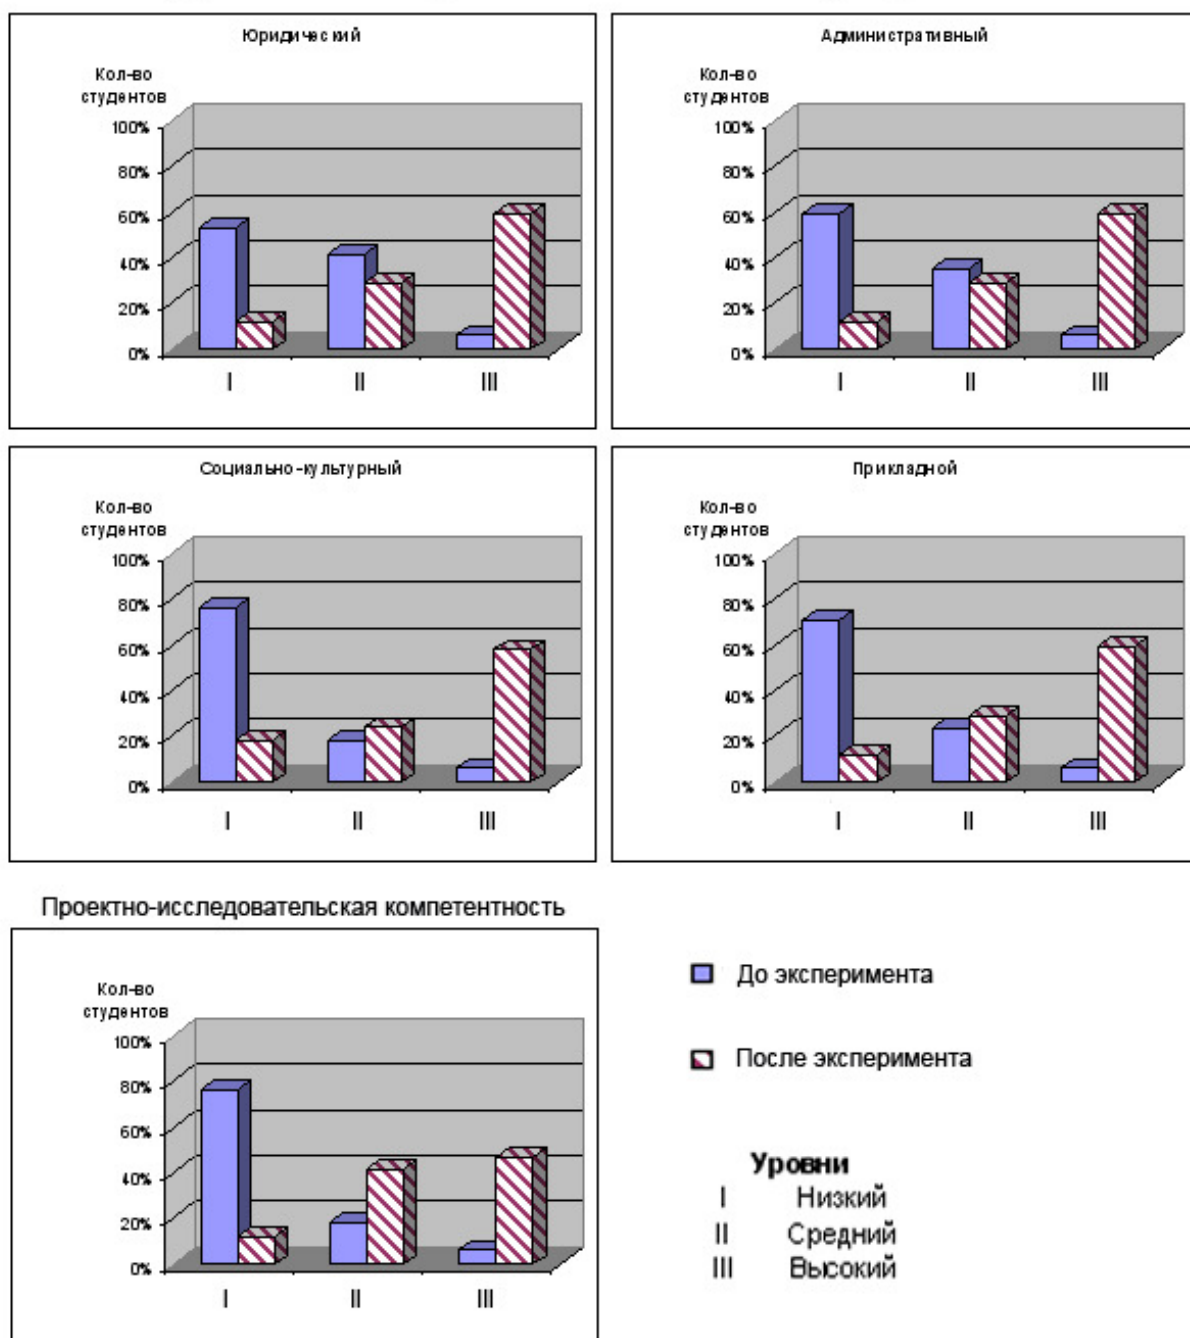 Юридический
Кол-во
студентов
100%
80%
60%
40%
20%
0%
I II III
Административный
Кол-во
студентов
100%
80%
60%
40%
20%
0%
I II III
Социально-культурный
Кол-во
студентов
100%
80%
60%
40%
20%
0%
I II III
Прикладной
Кол-во
студентов
100%
80%
60%
40%
20%
0%
I II III
Проектно-исследовательская компетентность
Кол-во
студентов
100%
80%
60%
40%
20%
0%
I II III
До эксперимента
После эксперимента
Уровни
I Низкий
II Средний
III Высокий